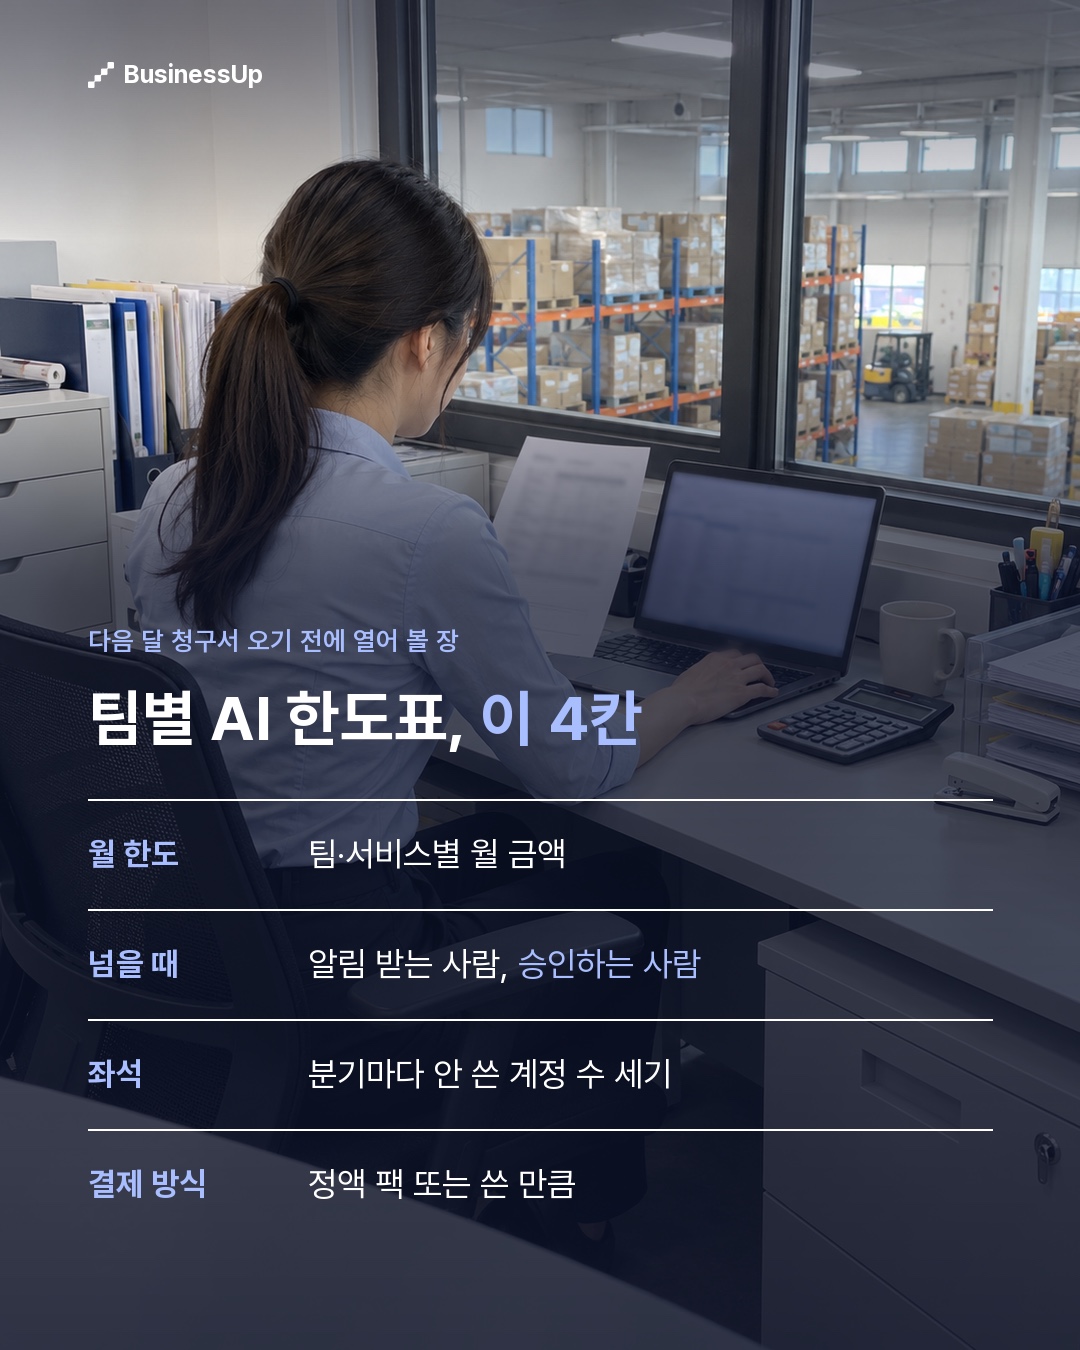 BusinessUp
다음 달 청구서 오기 전에 열어 볼 장
팀별 AI 한도표, 이 4칸
월 한도 팀·서비스별 월 금액
넘을 때 알림 받는 사람, 승인하는 사람
좌석 분기마다 안 쓴 계정 수 세기
결제 방식 정액 팩 또는 쓴 만큼